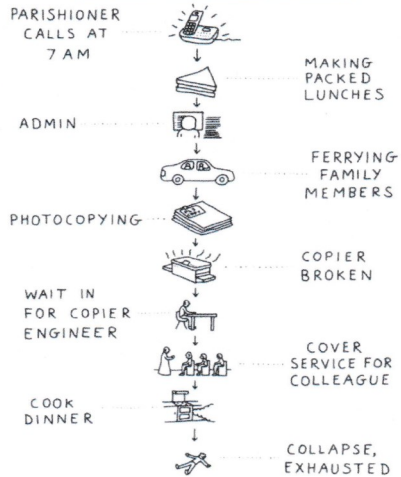 PARISHIONER
CALLS AT
7 AM
MAKING
PACKED
LUNCHES
ADMIN
FERRYING
FAMILY
MEMBERS
PHOTOCOPYING
COPIER
BROKEN
WAIT IN
FOR COPIER
ENGINEER
COVER
SERVICE FOR
COLLEAGUE
COOK
DINNER
COLLAPSE,
EXHAUSTED